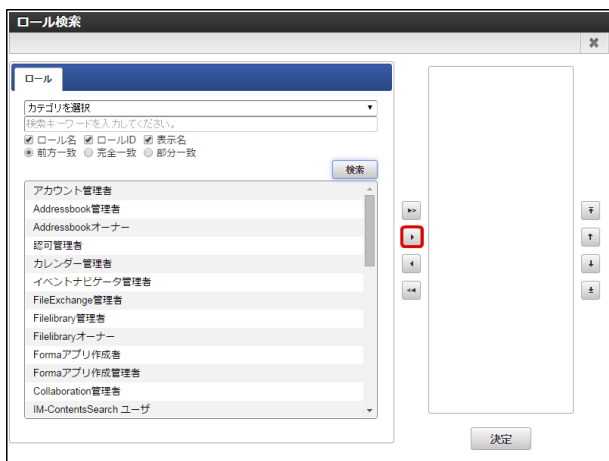 ロール検索
ロール
カテゴリを選択
検索キーワードを入力してください。
ロール名 ロールID 表示名
前方一致 完全一致 部分一致
検索
アカウント管理者
Addressbook管理者
Addressbookオーナー
認可管理者
カレンダー管理者
イベントナビゲータ管理者
FileExchange管理者
Filelibrary管理者
Filelibraryオーナー
Formaアプリ作成者
Formaアプリ作成管理者
Collaboration管理者
IM-ContentsSearch ユーザ
決定